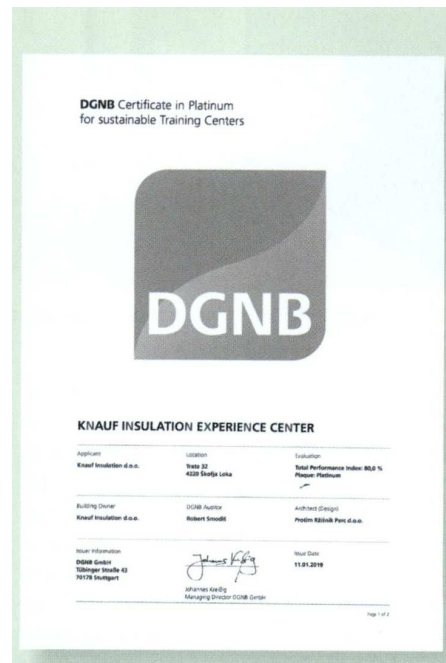 DGNB Certificate in Platinum
for sustainable Training Centers
DGNB
KNAUF INSULATION EXPERIENCE CENTER
Applicant
Knauf Insulation d.o.o.
Location
Trata 32
4220 Škofja Loka
Evaluation
Total Performance Index: 80,0 %
Plaque: Platinum
Building Owner
Knauf Insulation d.o.o.
DGNB Auditor
Robert Smodiš
Architect (Design)
Protim Ržišnik Perc d.o.o.
Issuer Information
DGNB GmbH
Tübinger Straße 43
70178 Stuttgart
Johannes Kreißig
Managing Director DGNB GmbH
Issue Date
11.01.2019
Page 1 of 2